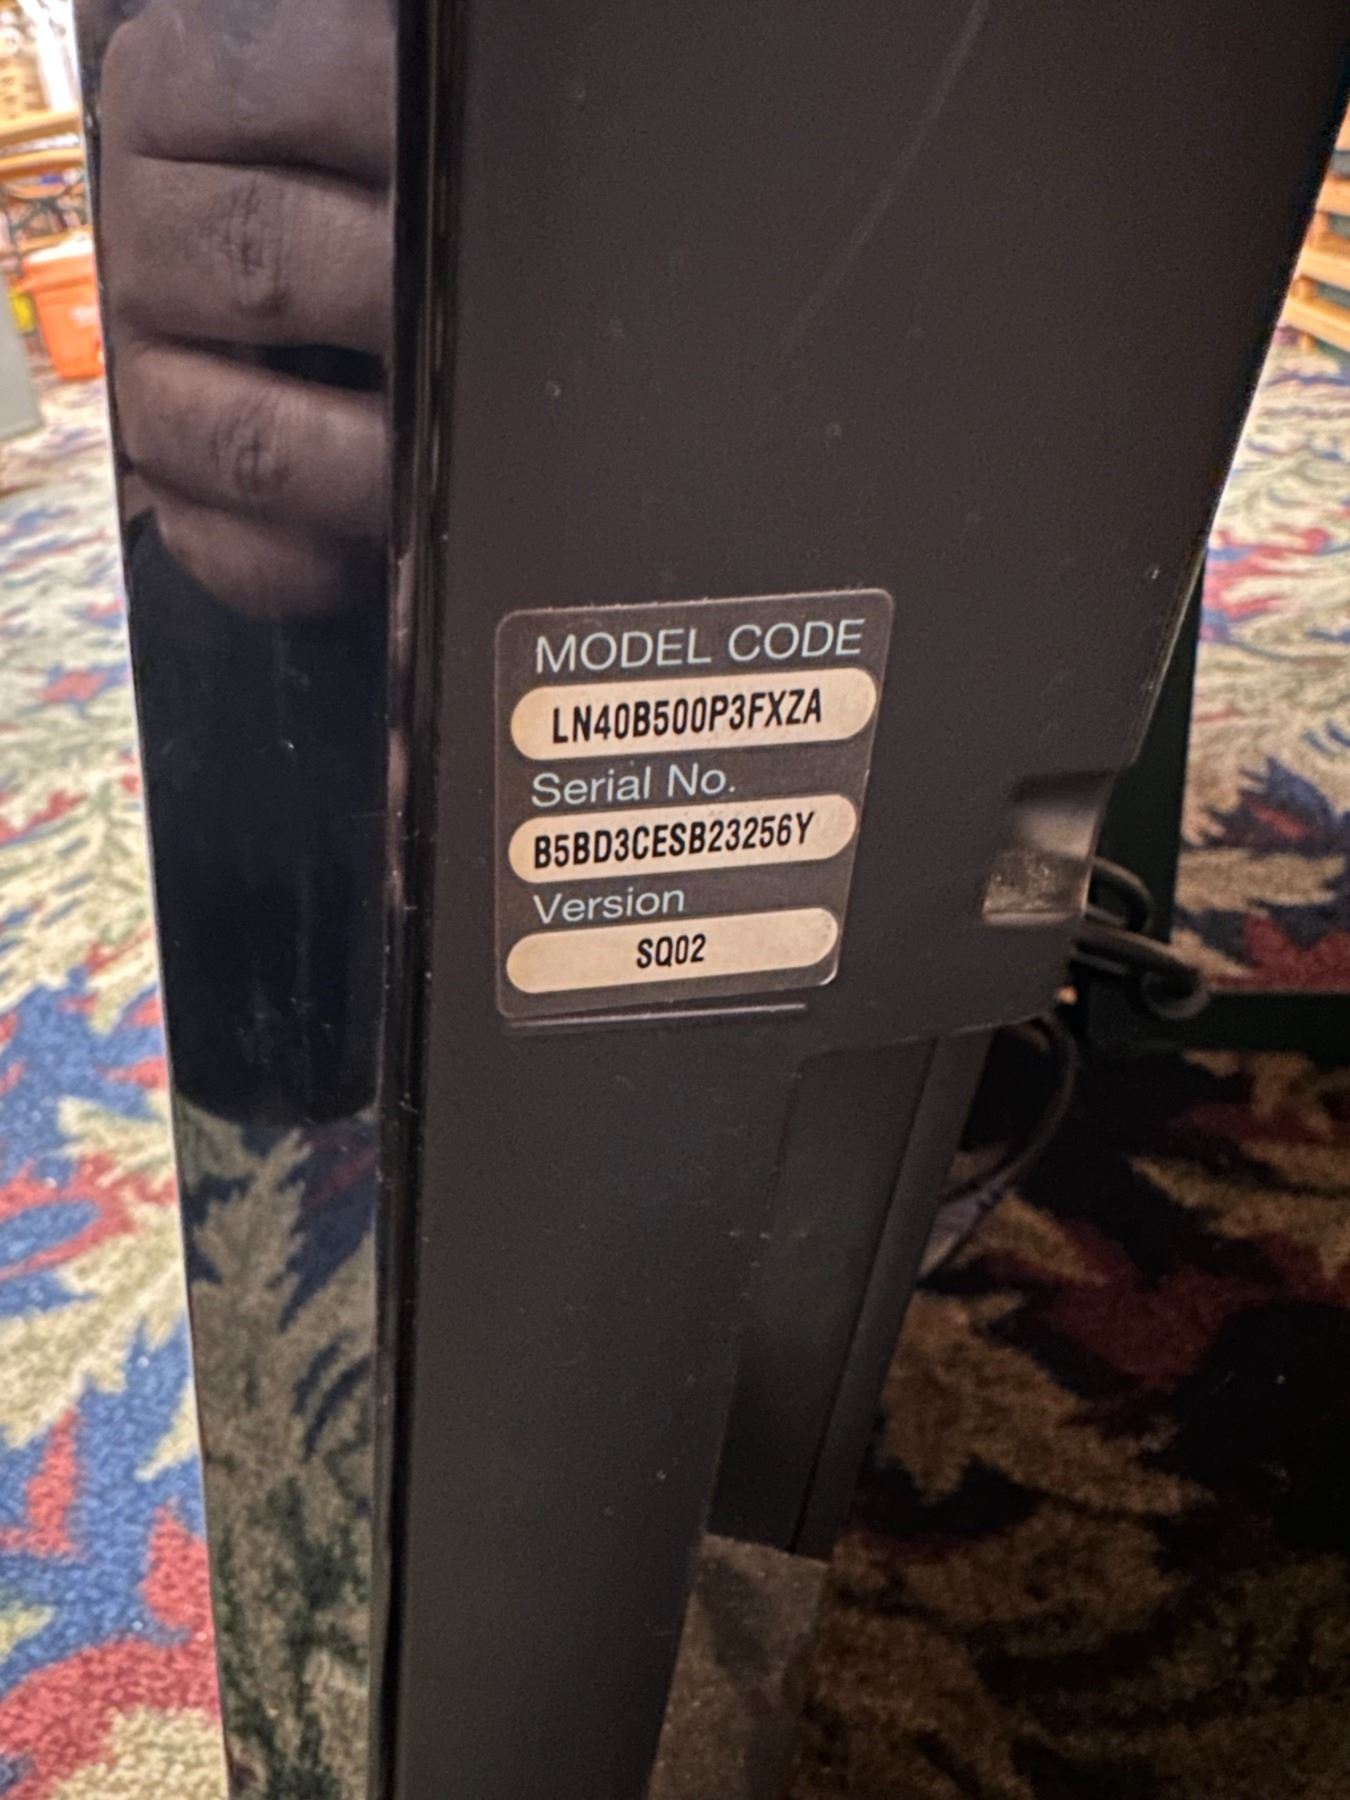 MODEL CODE
LN40B500P3FXZA
Serial No.
B5BD3CESB23256Y
Version
SQ02